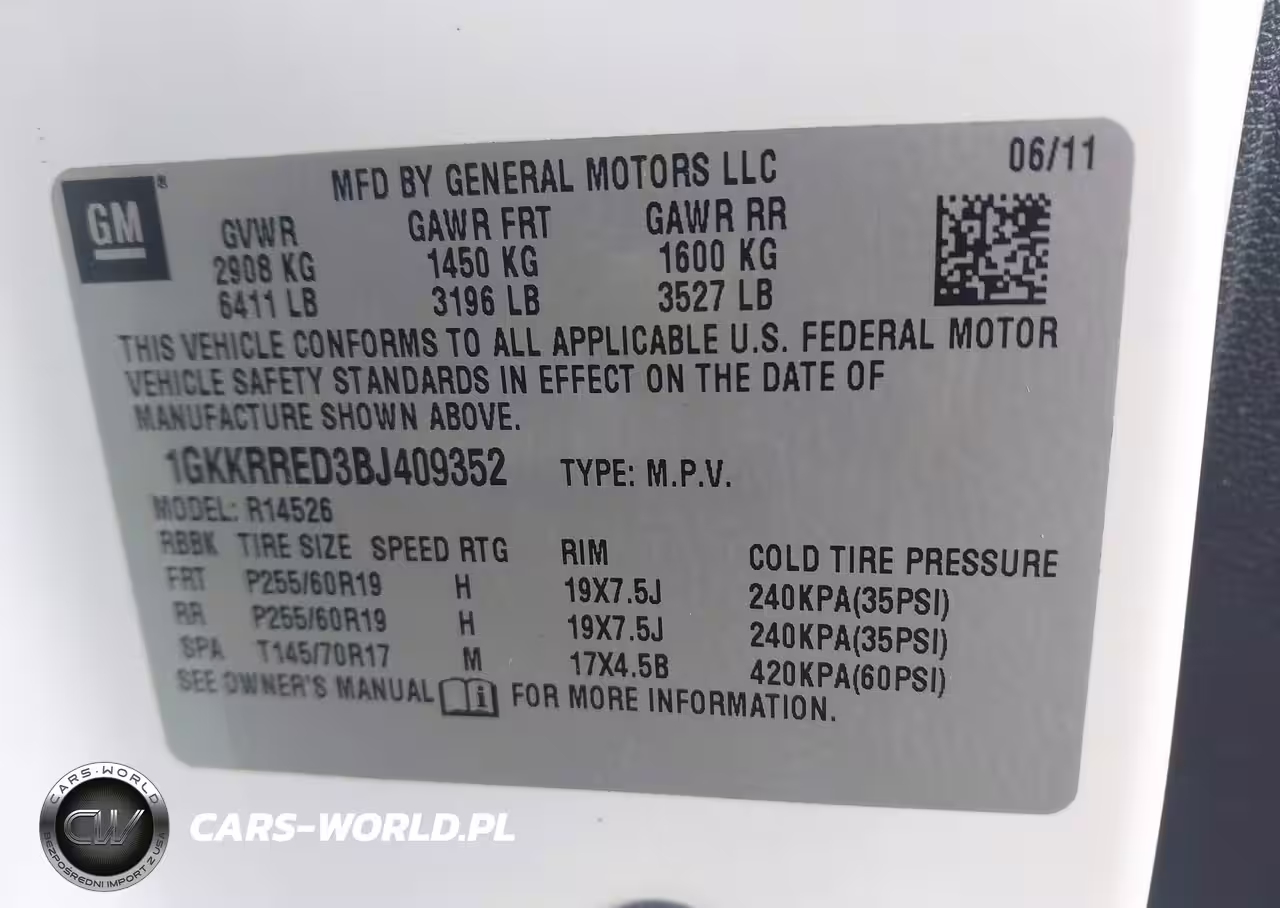 GM®
MFD BY GENERAL MOTORS LLC 06/11
GVWR GAWR FRT GAWR RR
2908 KG 1450 KG 1600 KG
6411 LB 3196 LB 3527 LB
THIS VEHICLE CONFORMS TO ALL APPLICABLE U.S. FEDERAL MOTOR
VEHICLE SAFETY STANDARDS IN EFFECT ON THE DATE OF
MANUFACTURE SHOWN ABOVE.
1GKKRRED3BJ409352 TYPE: M.P.V.
MODEL: R14526
RBBK TIRE SIZE SPEED RTG RIM COLD TIRE PRESSURE
FRT P255/60R19 H 19X7.5J 240KPA(35PSI)
RR P255/60R19 H 19X7.5J 240KPA(35PSI)
SPA T145/70R17 M 17X4.5B 420KPA(60PSI)
SEE OWNER'S MANUAL FOR MORE INFORMATION.
CARS-WORLD
CW
BEZPOŚREDNI IMPORT Z USA
CARS-WORLD.PL